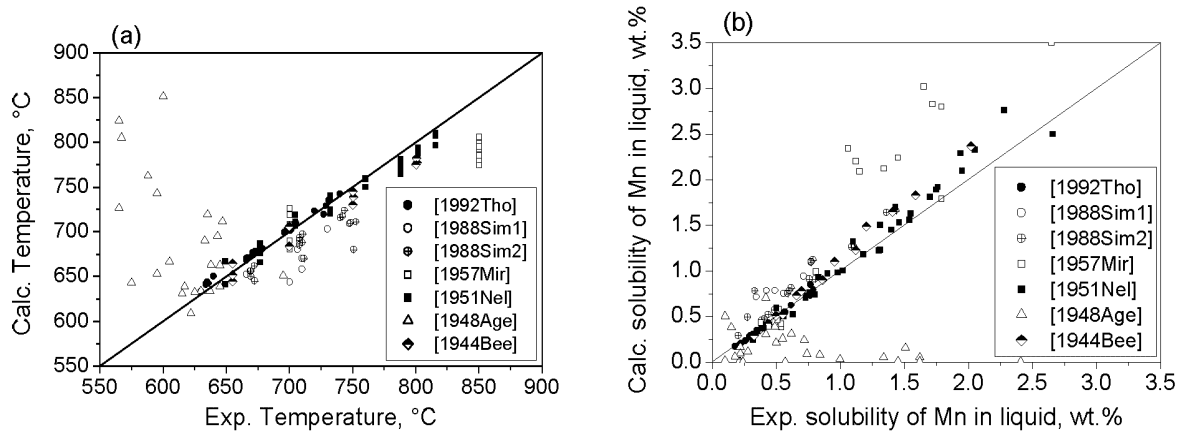 (a)
900
850
800
750
700
650
600
550
Calc. Temperature, °C
550 600 650 700 750 800 850 900
Exp. Temperature, °C
[1992Tho]
[1988Sim1]
[1988Sim2]
[1957Mir]
[1951Nel]
[1948Age]
[1944Bee]
(b)
3.5
3.0
2.5
2.0
1.5
1.0
0.5
0.0
Calc. solubility of Mn in liquid, wt.%
0.0 0.5 1.0 1.5 2.0 2.5 3.0 3.5
Exp. solubility of Mn in liquid, wt.%
[1992Tho]
[1988Sim1]
[1988Sim2]
[1957Mir]
[1951Nel]
[1948Age]
[1944Bee]